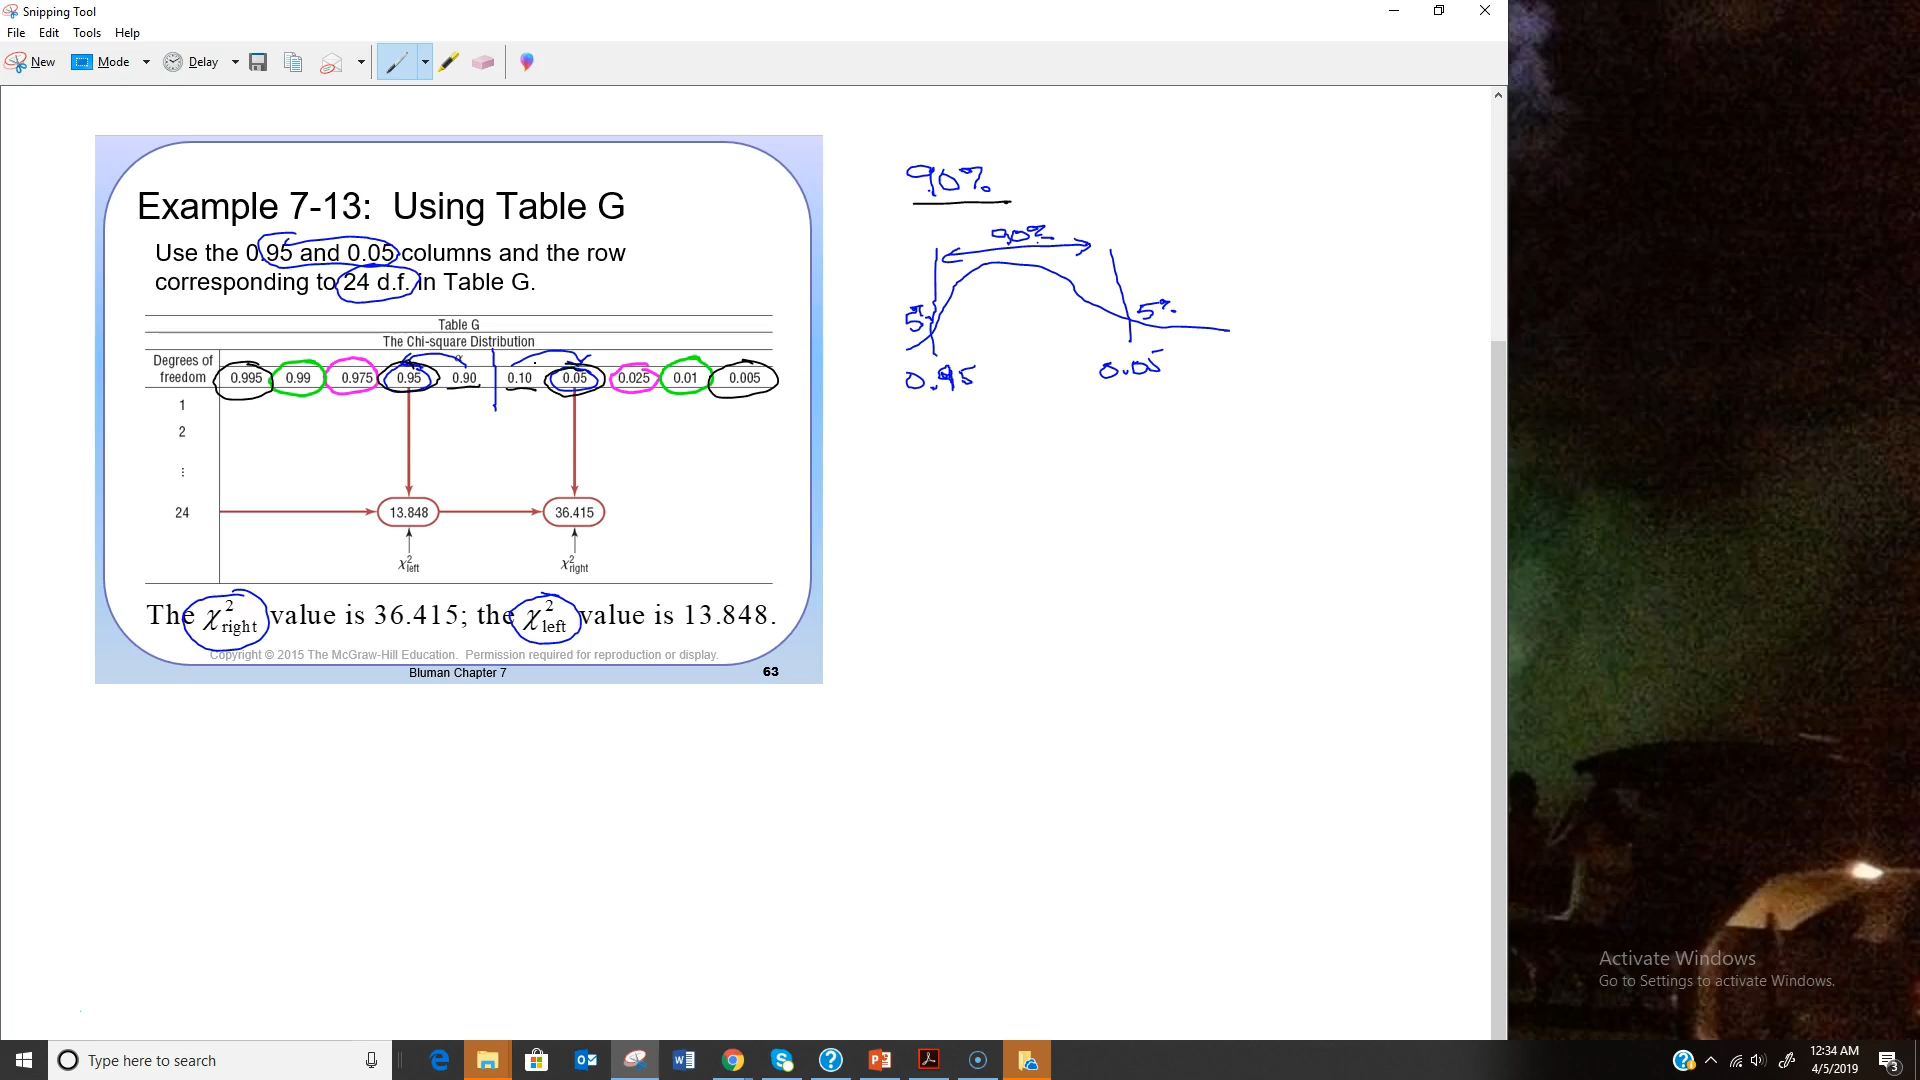 Snipping Tool
File Edit Tools Help
New Mode Delay
90%
Example 7-13: Using Table G
Use the 0.95 and 0.05 columns and the row
corresponding to 24 d.f. in Table G.
90%
5%
5%
0.95
0.05
Table G
The Chi-square Distribution
Degrees of
freedom
α
0.995 0.99 0.975 0.95 0.90 0.10 0.05 0.025 0.01 0.005
1
2
⋮
24 13.848 36.415
χ²left χ²right
The χ²right value is 36.415; the χ²left value is 13.848.
Copyright © 2015 The McGraw-Hill Education. Permission required for reproduction or display.
Bluman Chapter 7
63
Activate Windows
Go to Settings to activate Windows.
Type here to search
12:34 AM
4/5/2019
3